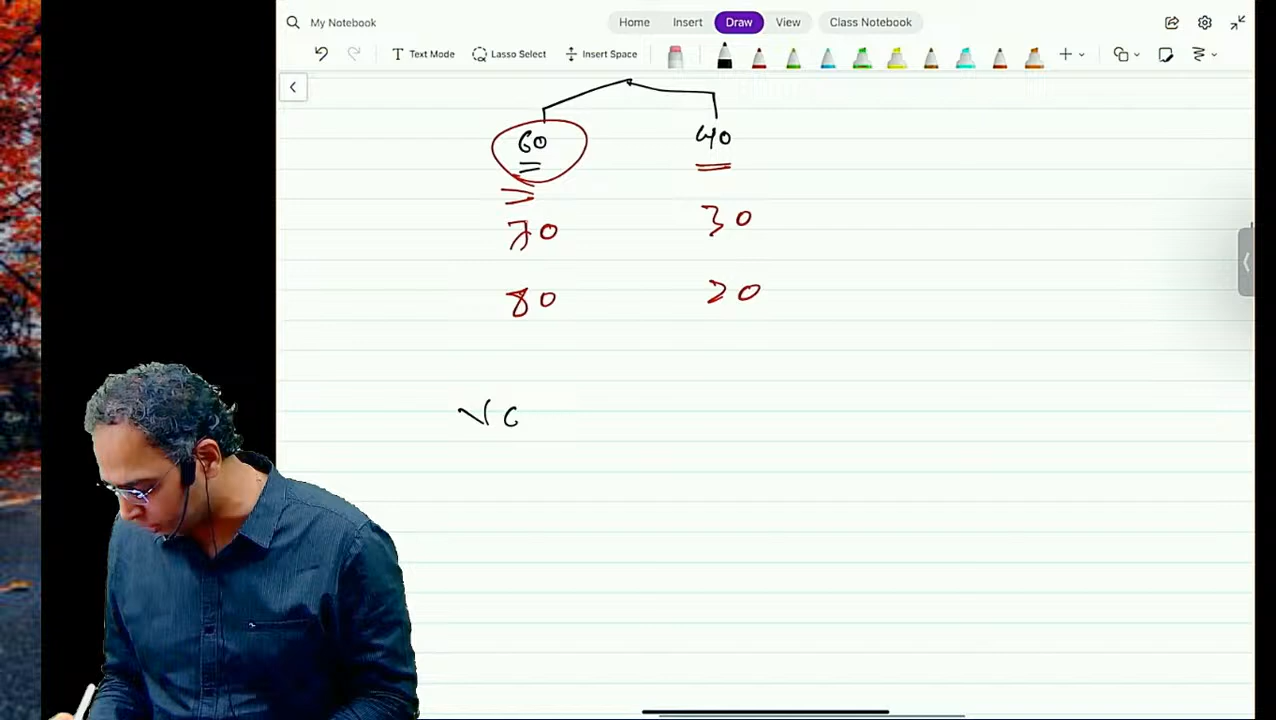 My Notebook
Home Insert Draw View Class Notebook
Text Mode Lasso Select Insert Space
60 40
70 30
80 20